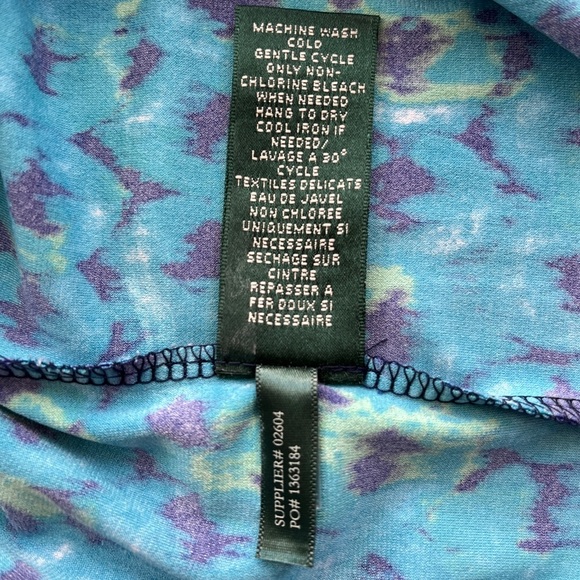 MACHINE WASH
COLD
GENTLE CYCLE
ONLY NON-
CHLORINE BLEACH
WHEN NEEDED
HANG TO DRY
COOL IRON IF
NEEDED/
LAVAGE A 30°
CYCLE
TEXTILES DELICATS
EAU DE JAVEL
NON CHLOREE
UNIQUEMENT SI
NECESSAIRE
SECHAGE SUR
CINTRE
REPASSER A
FER DOUX SI
NECESSAIRE
SUPPLIER# 02604
PO# 1363184